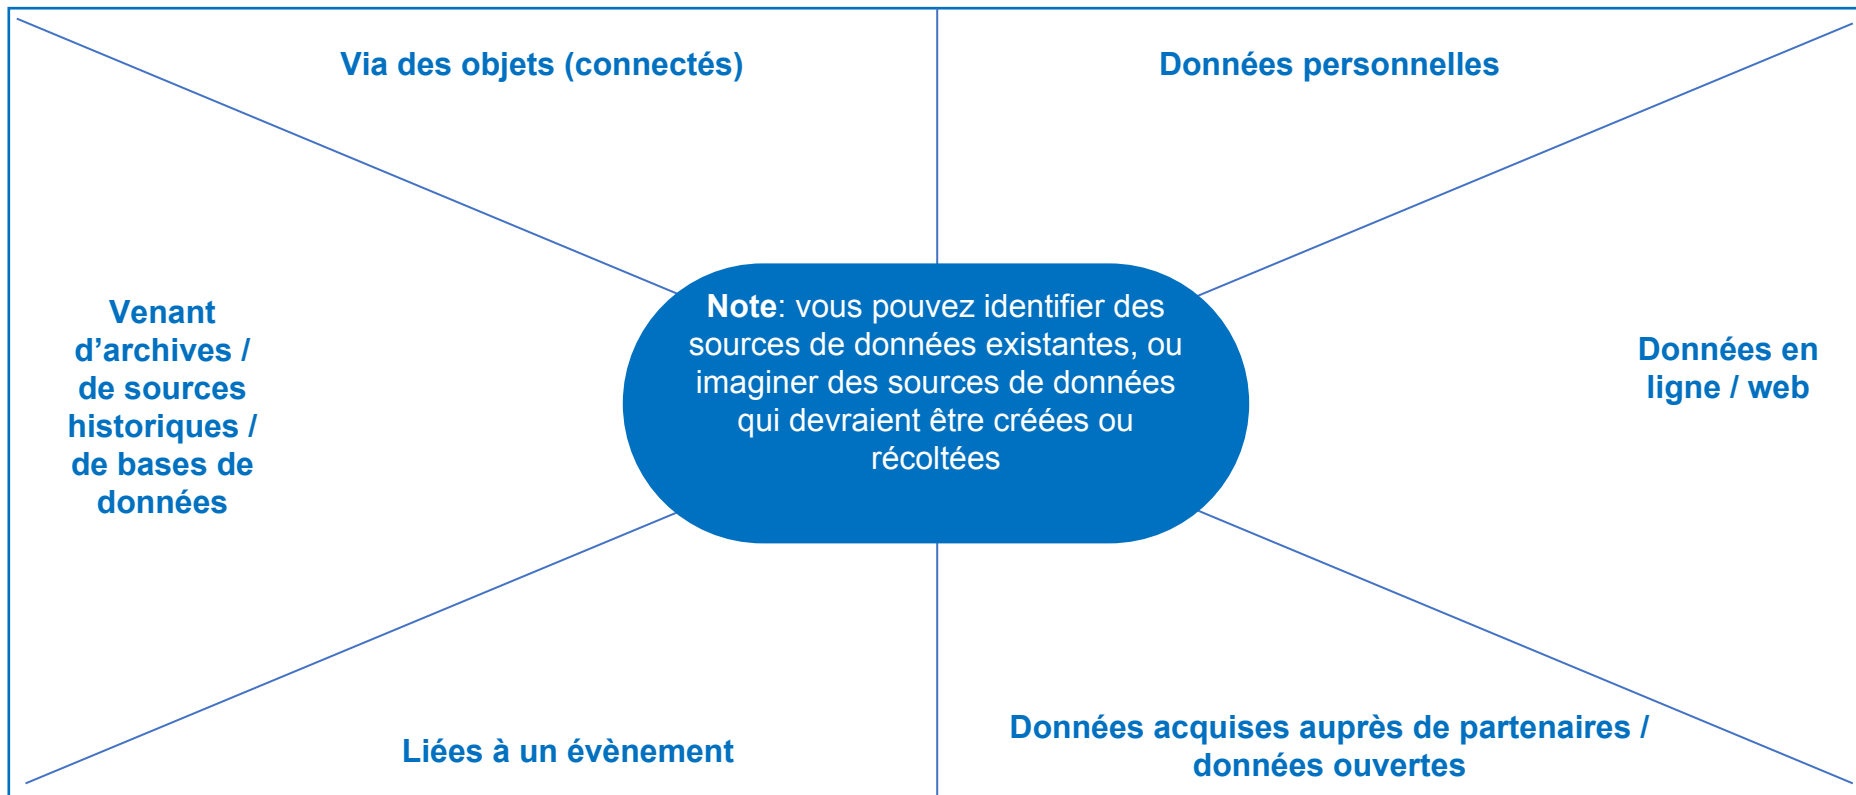 Via des objets (connectés)
Données personnelles
Venant
d’archives /
de sources
historiques /
de bases de
données
Note: vous pouvez identifier des
sources de données existantes, ou
imaginer des sources de données
qui devraient être créées ou
récoltées
Données en
ligne / web
Liées à un évènement
Données acquises auprès de partenaires /
données ouvertes